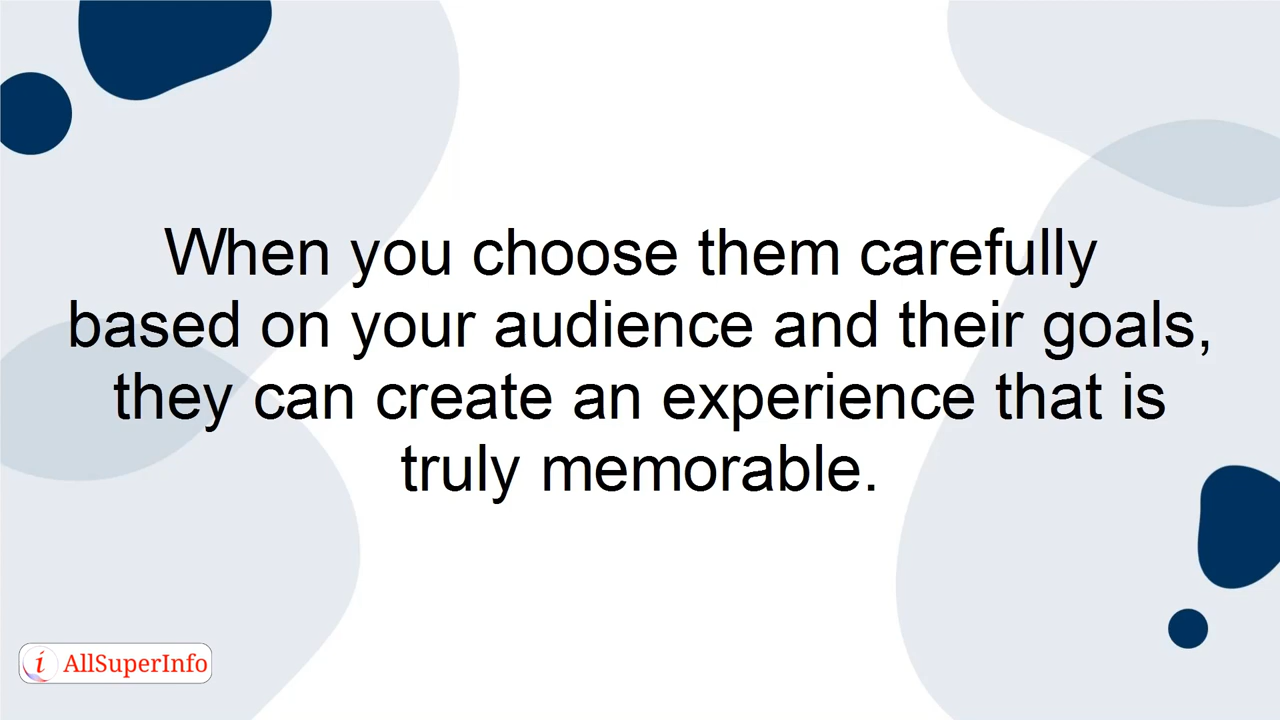 When you choose them carefully
based on your audience and their goals,
they can create an experience that is
truly memorable.
i AllSuperInfo